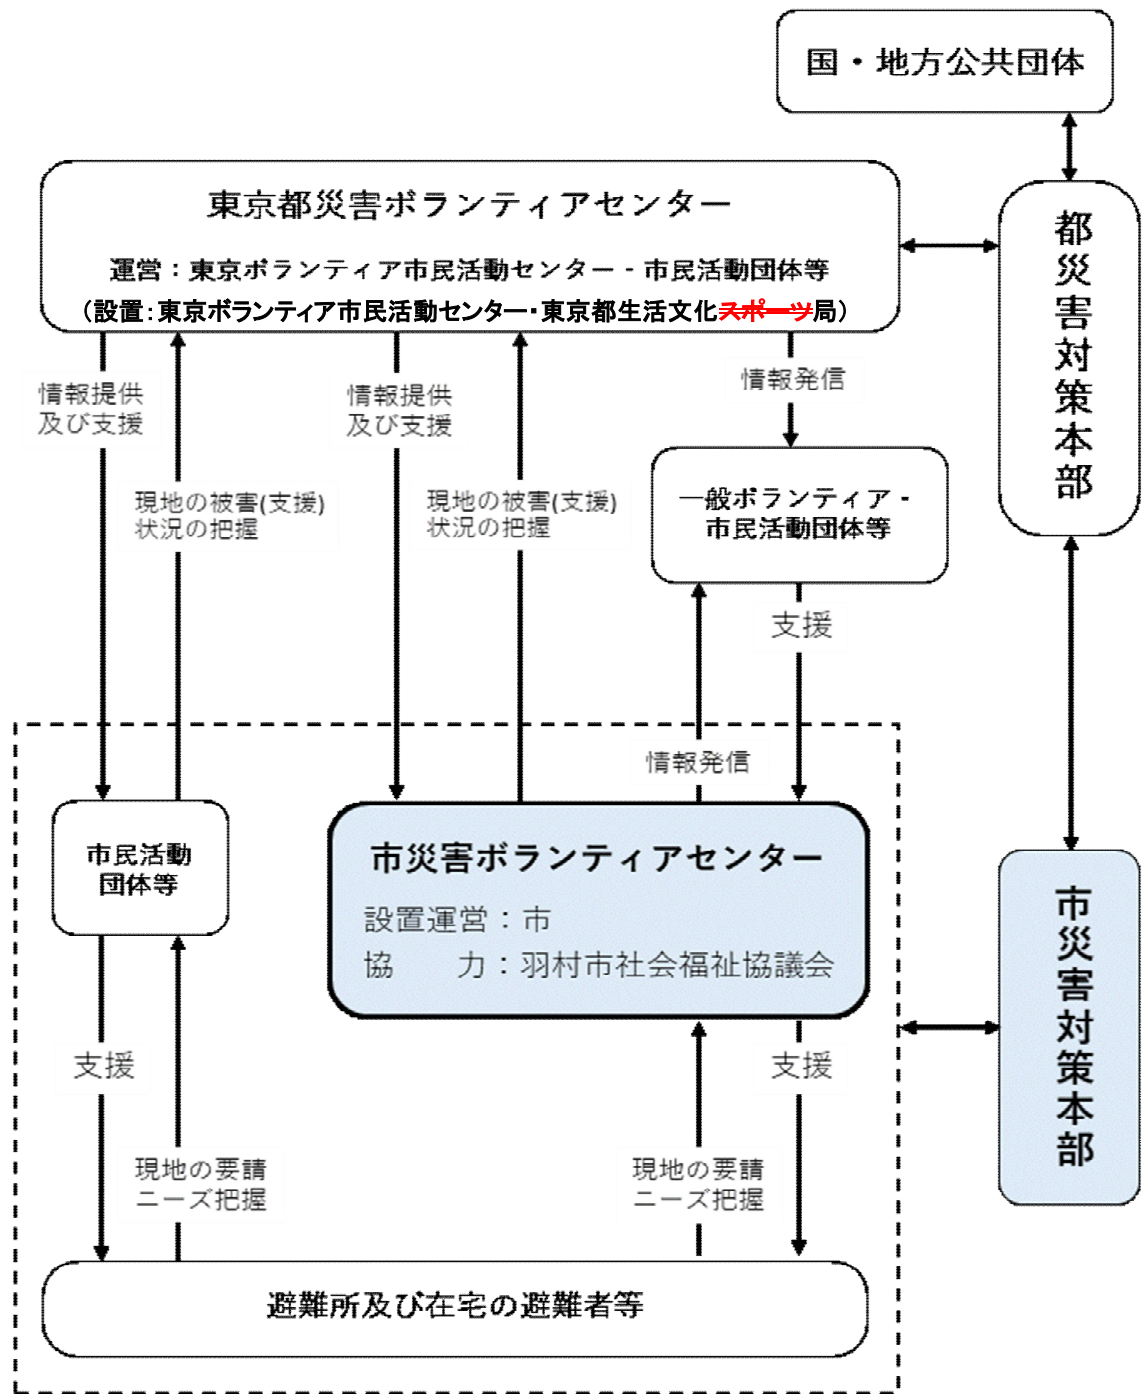 国・地方公共団体
東京都災害ボランティアセンター
運営：東京ボランティア市民活動センター‐市民活動団体等
（設置：東京ボランティア市民活動センター・東京都生活文化スポーツ局）
都災害対策本部
情報提供
及び支援
情報提供
及び支援
情報発信
現地の被害(支援)
状況の把握
現地の被害(支援)
状況の把握
一般ボランティア‐
市民活動団体等
支援
情報発信
市民活動
団体等
市災害ボランティアセンター
設置運営：市
協　　力：羽村市社会福祉協議会
市災害対策本部
支援
支援
現地の要請
ニーズ把握
現地の要請
ニーズ把握
避難所及び在宅の避難者等